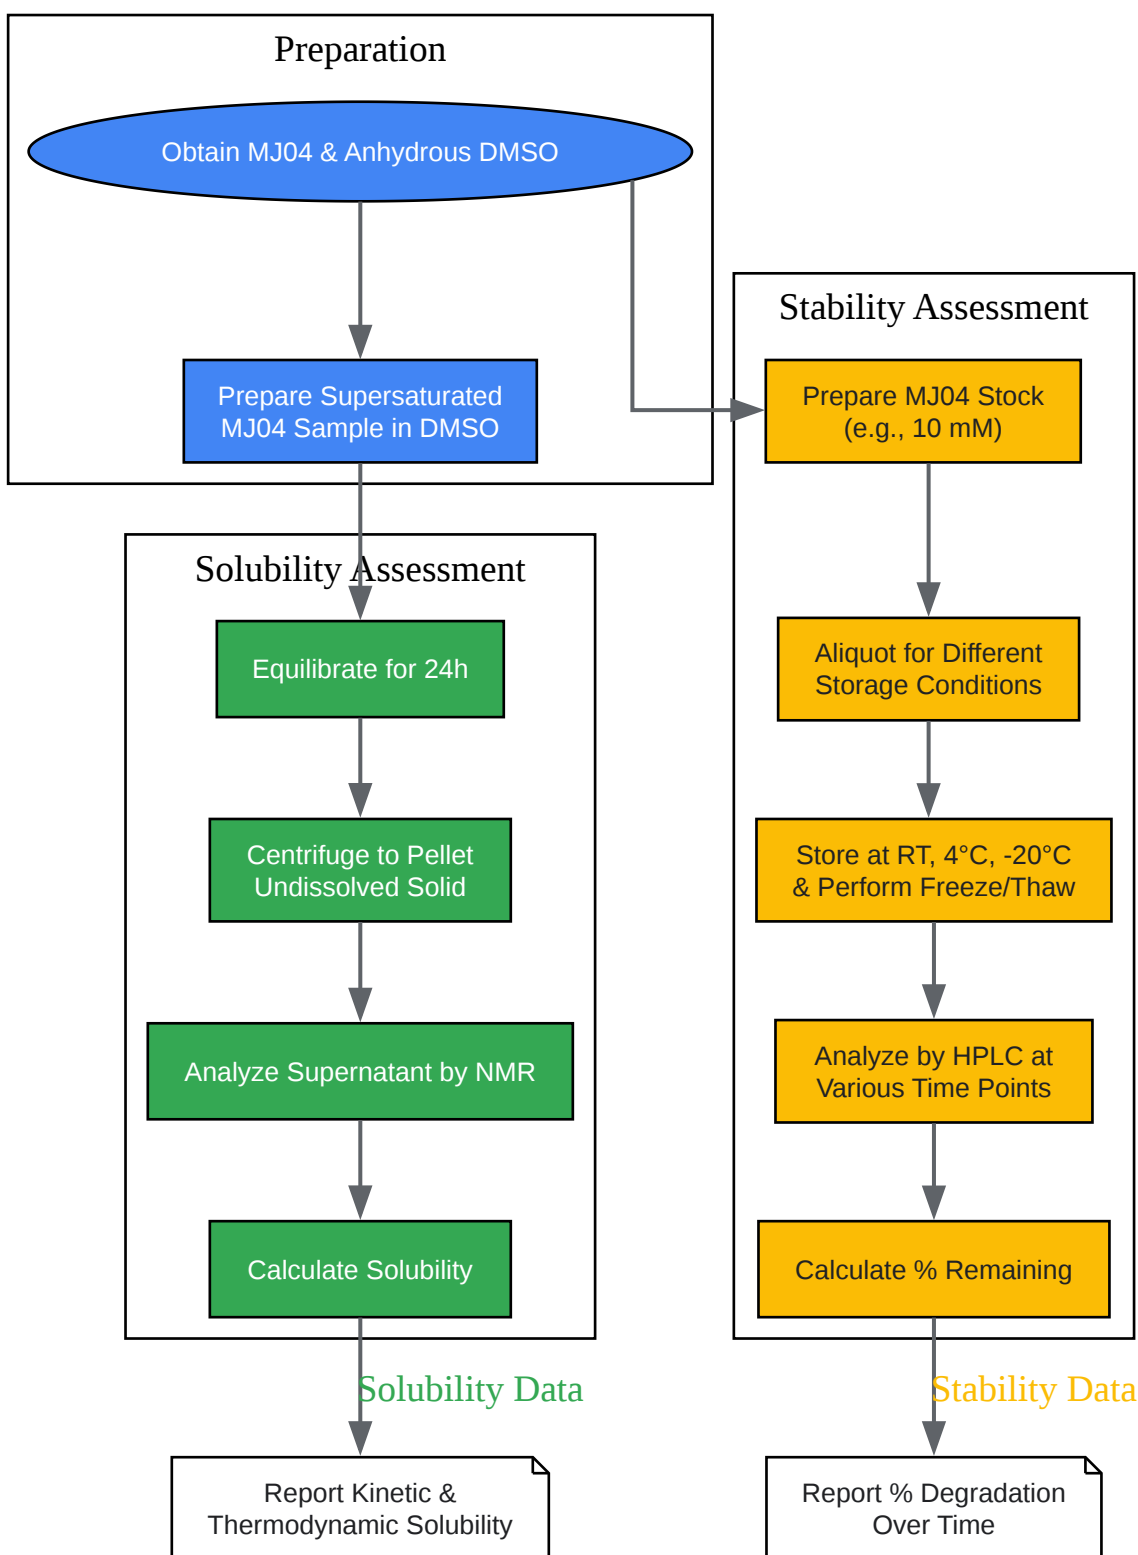 Preparation
Obtain MJ04 & Anhydrous DMSO
Prepare Supersaturated
MJ04 Sample in DMSO
Solubility Assessment
Equilibrate for 24h
Centrifuge to Pellet
Undissolved Solid
Analyze Supernatant by NMR
Calculate Solubility
Solubility Data
Report Kinetic &
Thermodynamic Solubility
Stability Assessment
Prepare MJ04 Stock
(e.g., 10 mM)
Aliquot for Different
Storage Conditions
Store at RT, 4°C, -20°C
& Perform Freeze/Thaw
Analyze by HPLC at
Various Time Points
Calculate % Remaining
Stability Data
Report % Degradation
Over Time